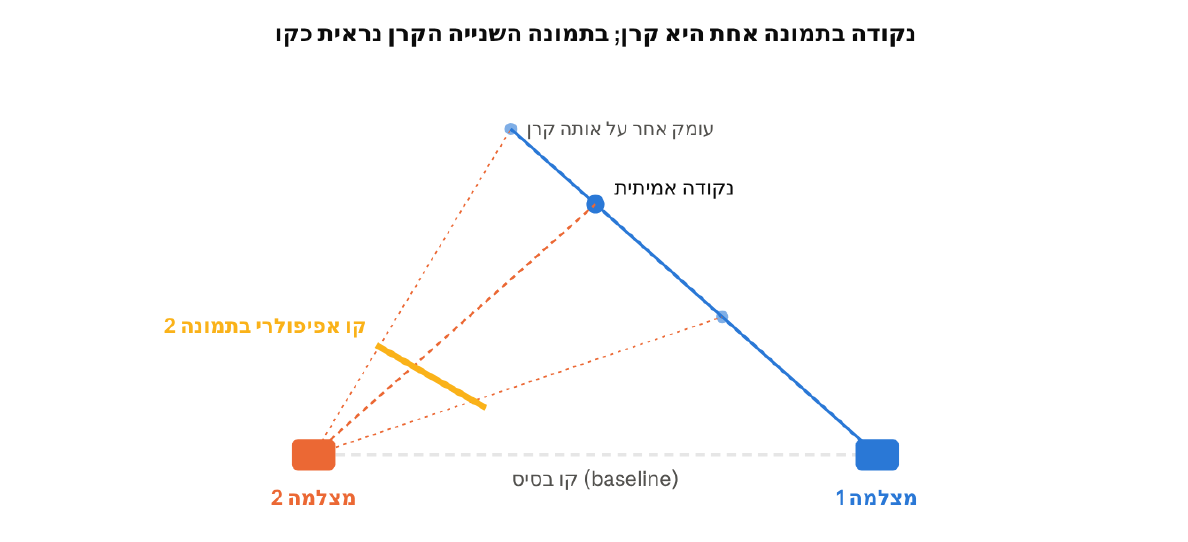 נקודה בתמונה אחת היא קרן; בתמונה השנייה הקרן נראית כקו
עומק אחר על אותה קרן
נקודה אמיתית
קו אפיפולרי בתמונה 2
קו בסיס (baseline)
מצלמה 1
מצלמה 2